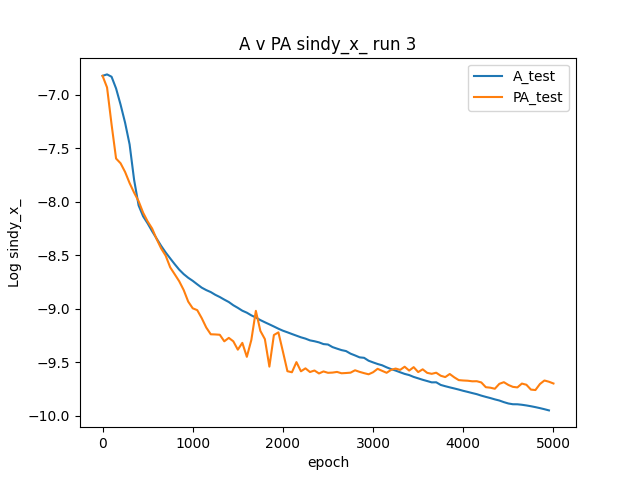 A v PA sindy_x_ run 3
A_test
PA_test
Log sindy_x_
−7.0
−7.5
−8.0
−8.5
−9.0
−9.5
−10.0
0 1000 2000 3000 4000 5000
epoch